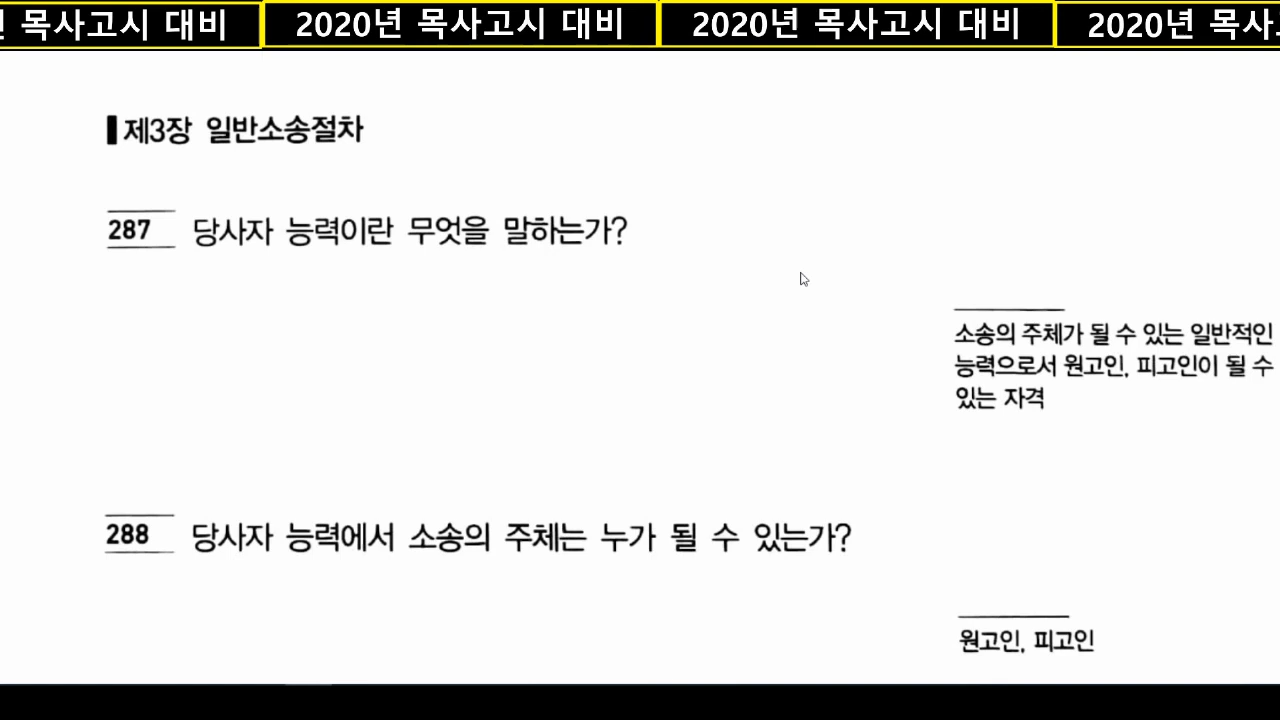 목사고시 대비 2020년 목사고시 대비 2020년 목사고시 대비 2020년
제3장 일반소송절차
287 당사자 능력이란 무엇을 말하는가?
소송의 주체가 될 수 있는 일반적인
능력으로서 원고인, 피고인이 될 수
있는 자격
288 당사자 능력에서 소송의 주체는 누가 될 수 있는가?
원고인, 피고인